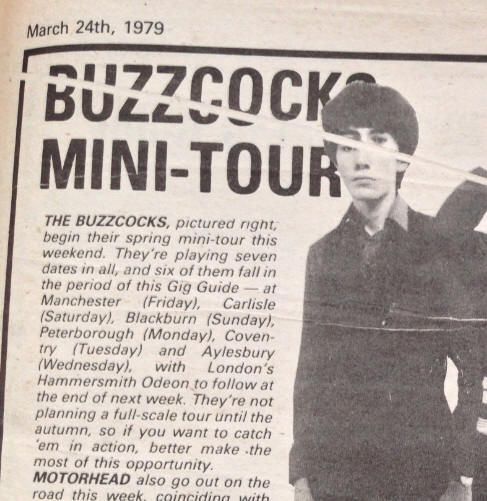 March 24th, 1979
BUZZCOCKS
MINI-TOUR
THE BUZZCOCKS, pictured right,
begin their spring mini-tour this
weekend. They're playing seven
dates in all, and six of them fall in
the period of this Gig Guide — at
Manchester (Friday), Carlisle
(Saturday), Blackburn (Sunday),
Peterborough (Monday), Coven-
try (Tuesday) and Aylesbury
(Wednesday), with London's
Hammersmith Odeon to follow at
the end of next week. They're not
planning a full-scale tour until the
autumn, so if you want to catch
'em in action, better make the
most of this opportunity.
MOTORHEAD also go out on the
road this week, coinciding with